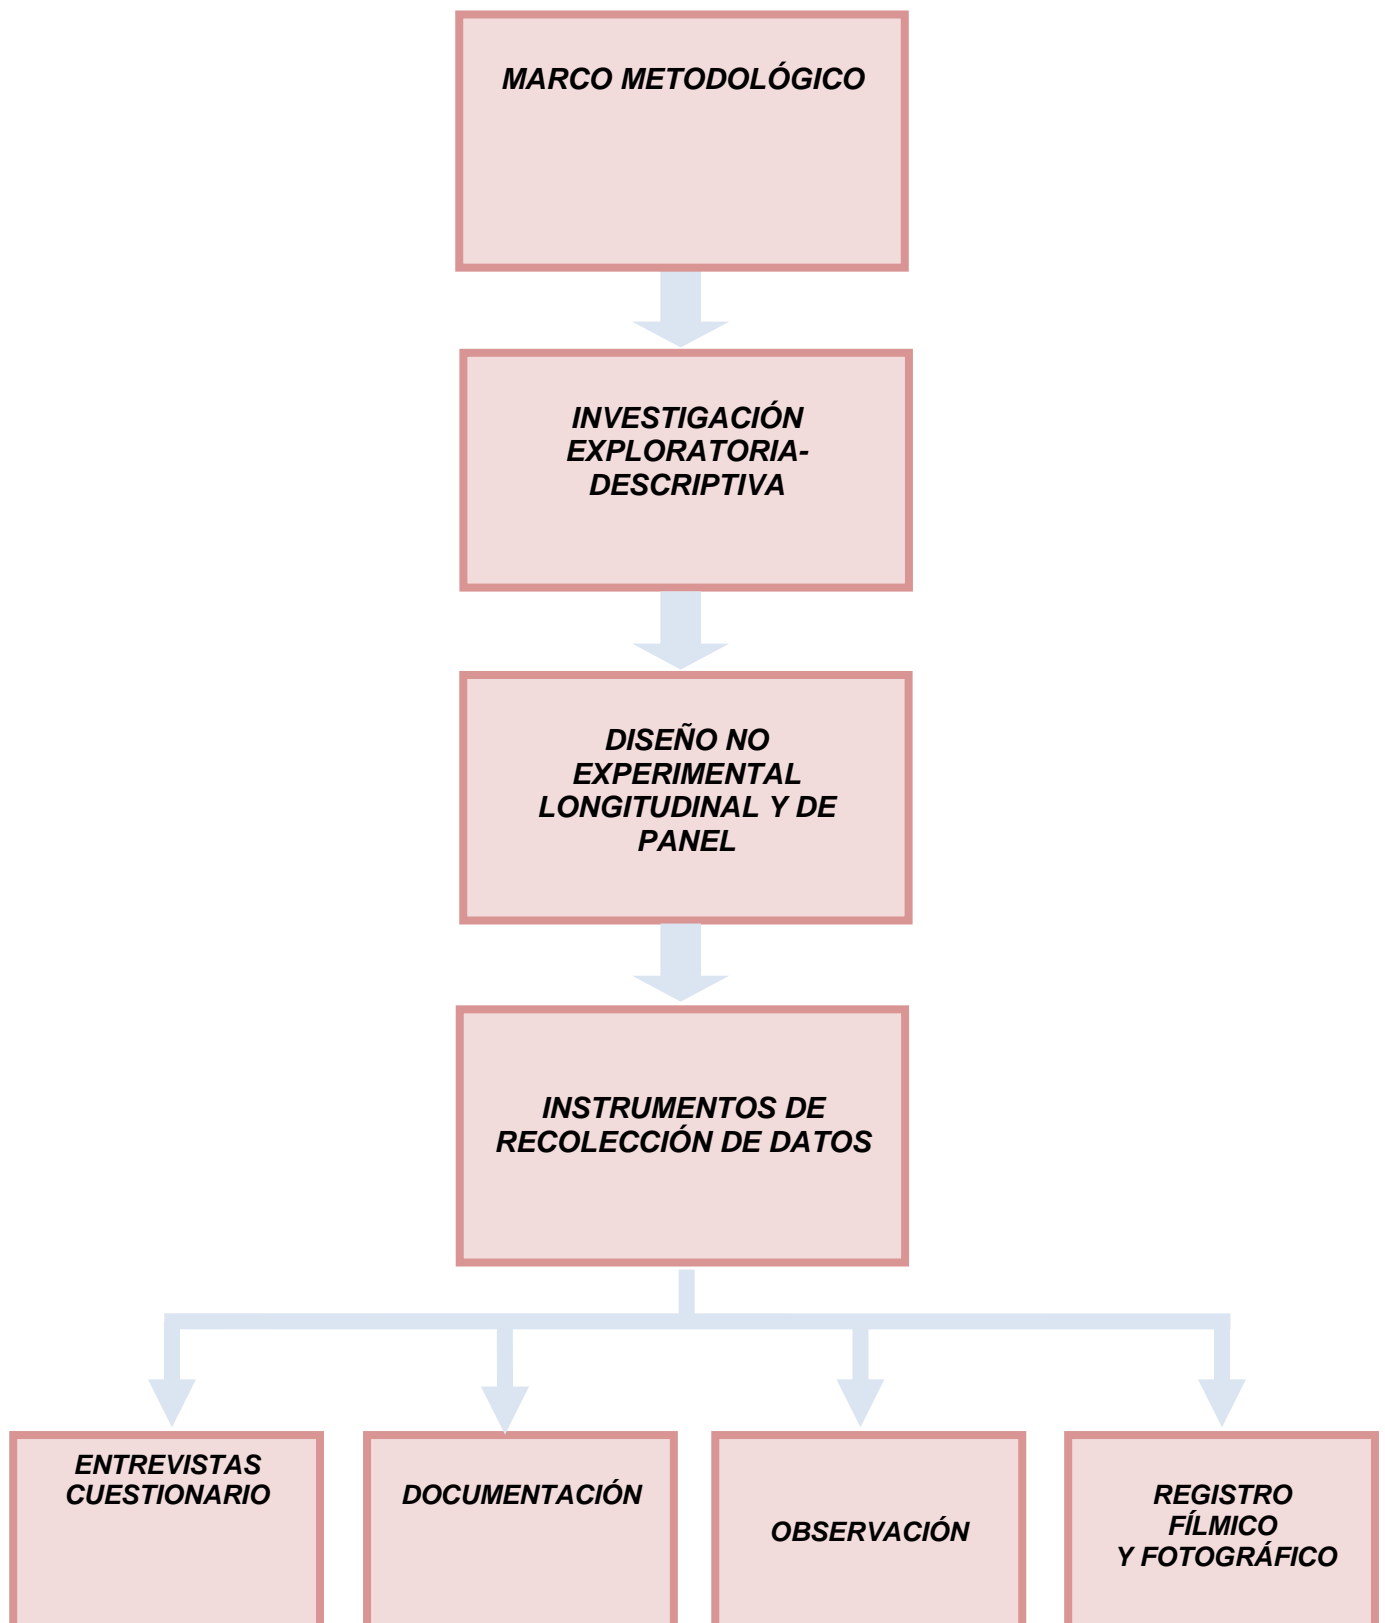 MARCO METODOLÓGICO
INVESTIGACIÓN
EXPLORATORIA-
DESCRIPTIVA
DISEÑO NO
EXPERIMENTAL
LONGITUDINAL Y DE
PANEL
INSTRUMENTOS DE
RECOLECCIÓN DE DATOS
ENTREVISTAS
CUESTIONARIO
DOCUMENTACIÓN
OBSERVACIÓN
REGISTRO
FÍLMICO
Y FOTOGRÁFICO